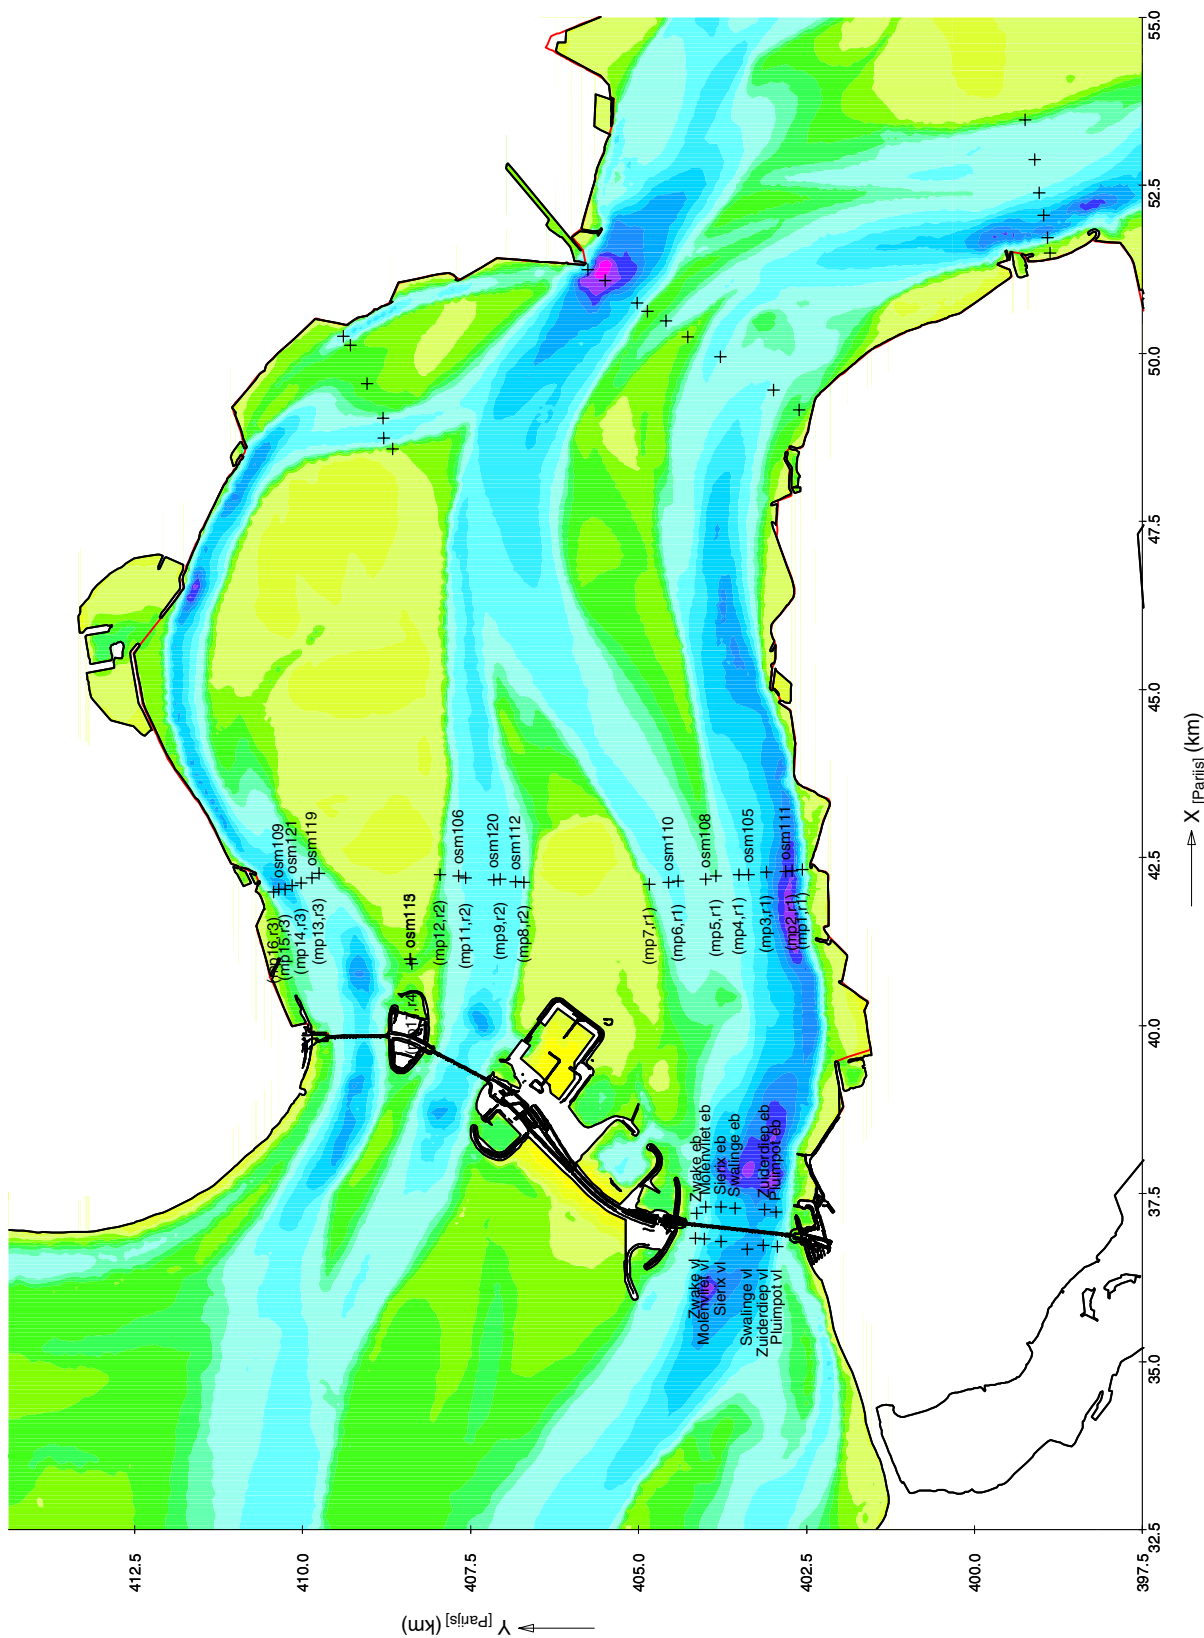 osm109
osm121
osm119
(mp16,r3)
(mp15,r3)
(mp14,r3)
(mp13,r3)
osm106
osm120
osm112
osm110
osm108
osm105
osm111
(mp12,r2)
(mp11,r2)
(mp9,r2)
(mp8,r2)
(mp7,r1)
(mp6,r1)
(mp5,r1)
(mp4,r1)
(mp3,r1)
(mp2,r1)
(mp1,r1)
Zwake eb
Molenvliet eb
Sierix eb
Swalinge eb
Zuiderdiep eb
Pluimpot eb
Zwake vl
Molenvliet vl
Sierix vl
Swalinge vl
Zuiderdiep vl
Pluimpot vl
412.5
410.0
407.5
405.0
402.5
400.0
397.5
Y [Parijs] (km)
32.5
35.0
37.5
40.0
42.5
45.0
47.5
50.0
52.5
55.0
X [Parijs] (km)